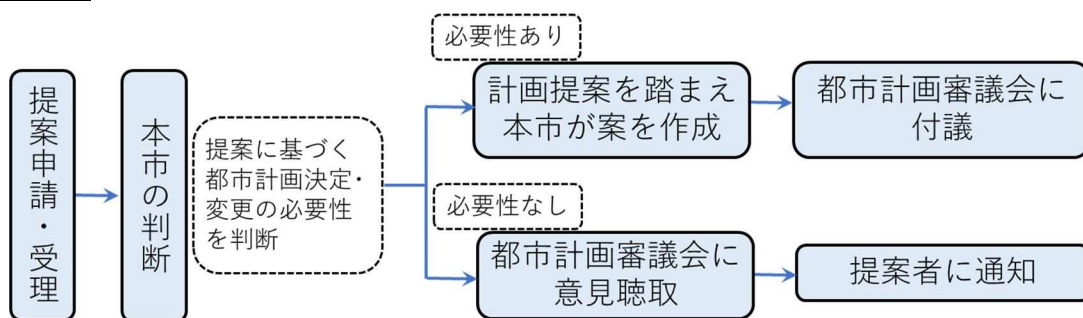 提案申請・受理
本市の判断
提案に基づく
都市計画決定・
変更の必要性
を判断
必要性あり
計画提案を踏まえ
本市が案を作成
都市計画審議会に
付議
必要性なし
都市計画審議会に
意見聴取
提案者に通知